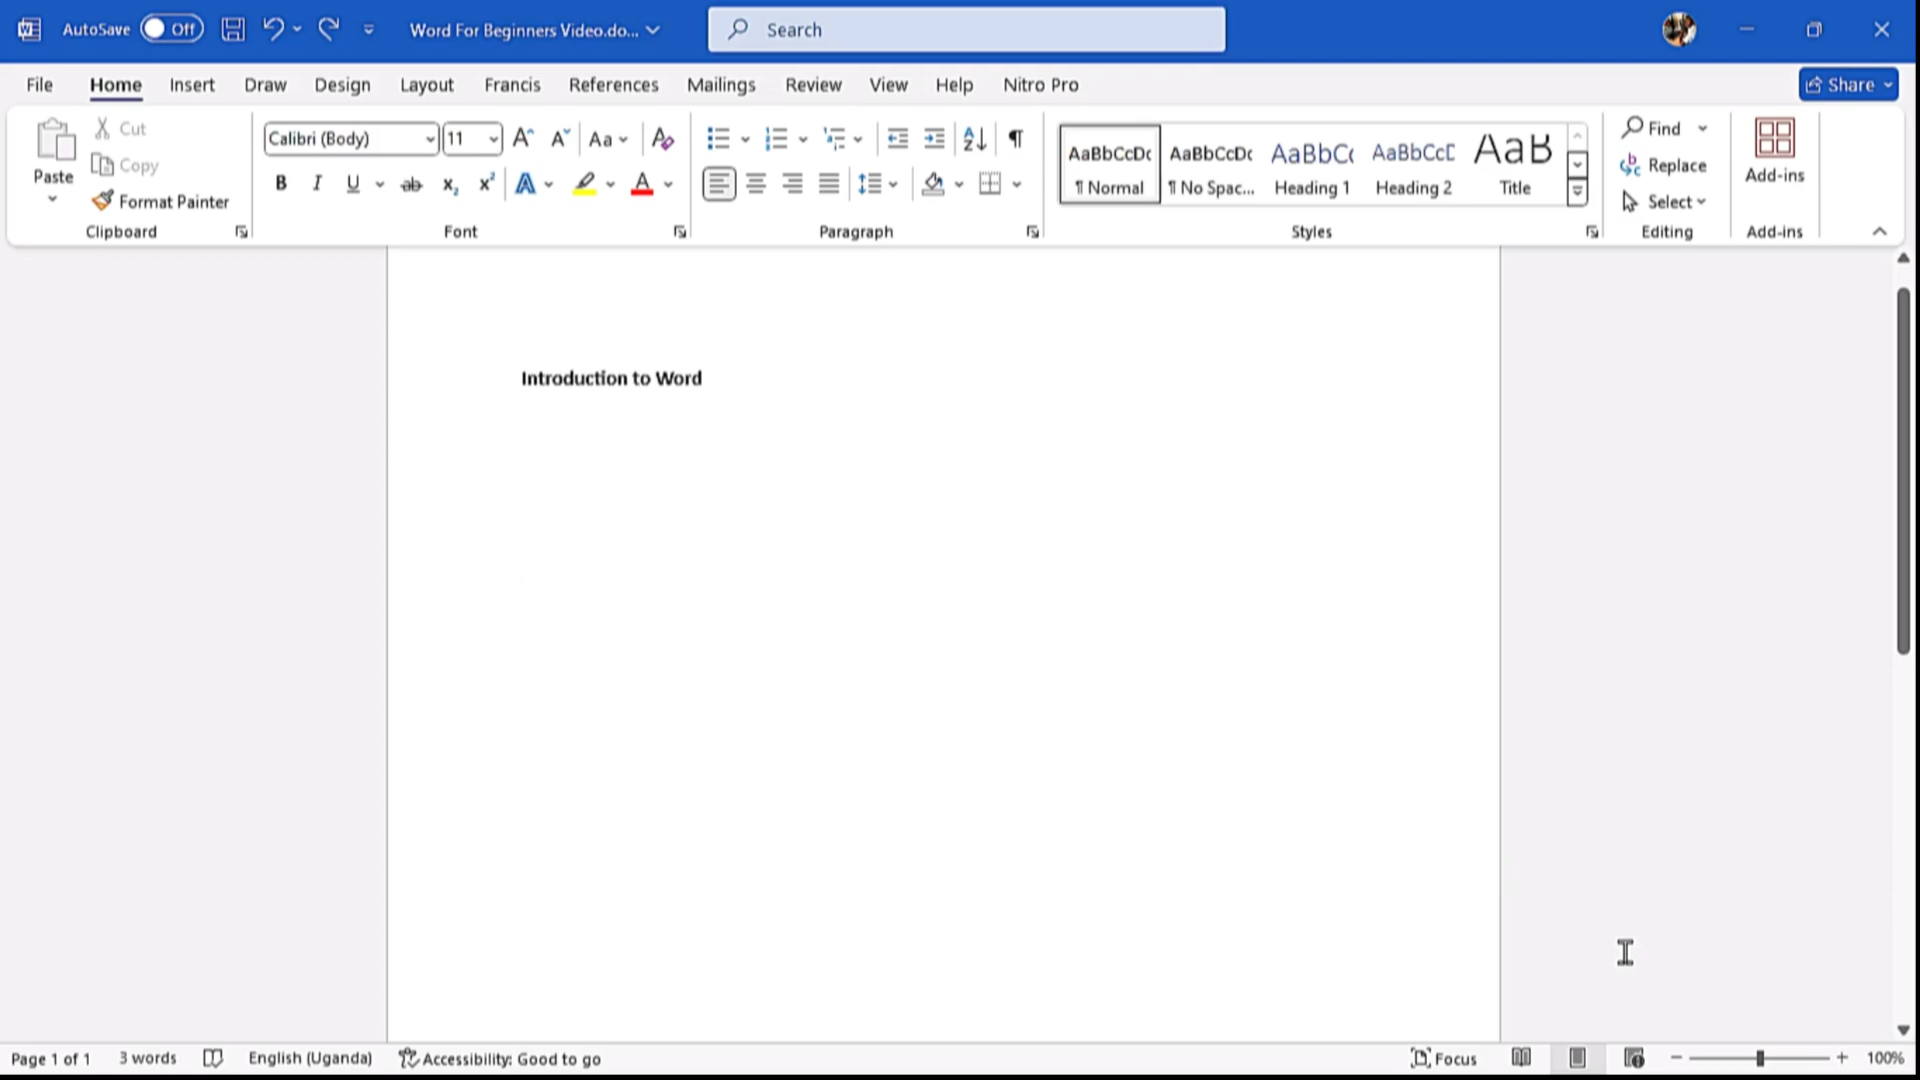 AutoSave Off Word For Beginners Video.do... Search
File Home Insert Draw Design Layout Francis References Mailings Review View Help Nitro Pro Share
Paste
Cut
Copy
Format Painter
Clipboard
Calibri (Body) 11
Font
Paragraph
AaBbCcDc AaBbCcDc AaBbC( AaBbCcD AaB
¶ Normal ¶ No Spac... Heading 1 Heading 2 Title
Styles
Find
Replace
Select
Editing
Add-ins
Add-ins
Introduction to Word
Page 1 of 1 3 words English (Uganda) Accessibility: Good to go Focus 100%